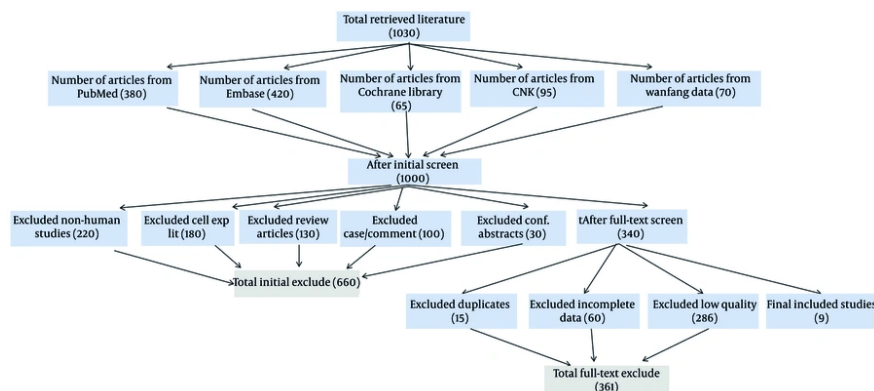 Total retrieved literature
(1030)
Number of articles from
PubMed (380)
Number of articles from
Embase (420)
Number of articles from
Cochrane library
(65)
Number of articles from
CNK (95)
Number of articles from
wanfang data (70)
After initial screen
(1000)
Excluded non-human
studies (220)
Excluded cell exp
lit (180)
Excluded review
articles (130)
Excluded
case/comment (100)
Excluded conf.
abstracts (30)
tAfter full-text screen
(340)
Total initial exclude (660)
Excluded duplicates
(15)
Excluded incomplete
data (60)
Excluded low quality
(286)
Final included studies
(9)
Total full-text exclude
(361)